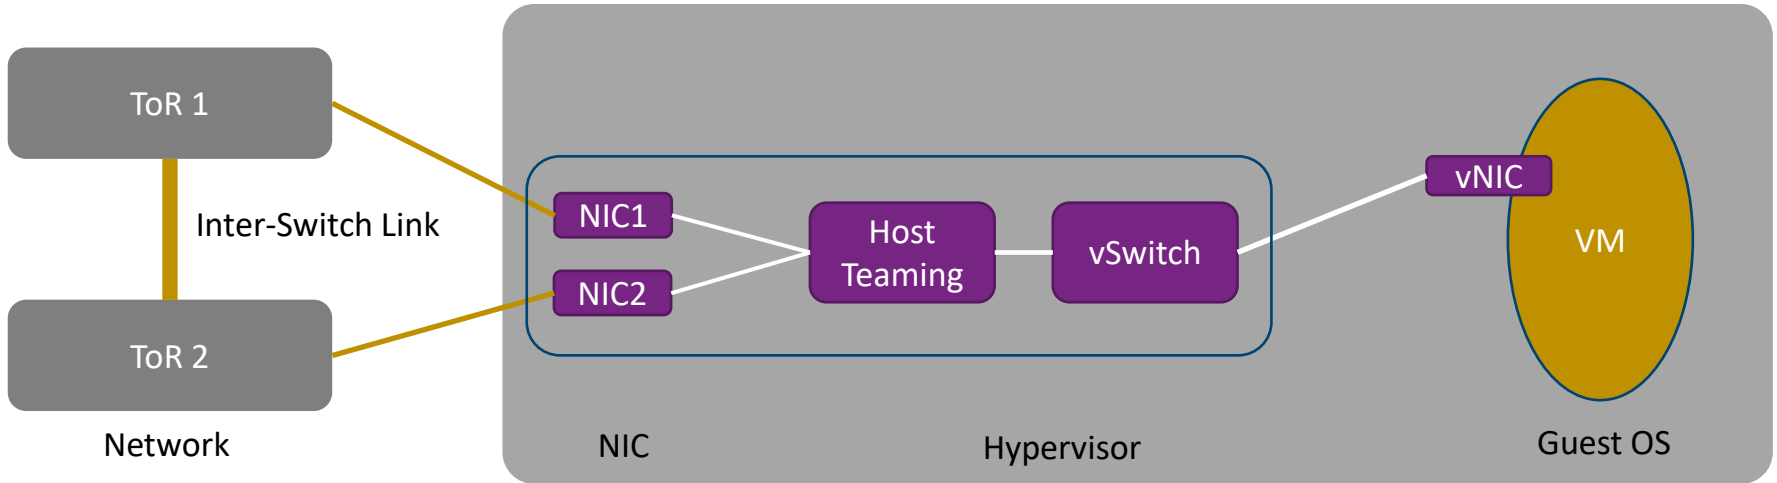 ToR 1
Inter-Switch Link
ToR 2
Network
NIC1
NIC2
Host
Teaming
vSwitch
vNIC
VM
NIC
Hypervisor
Guest OS